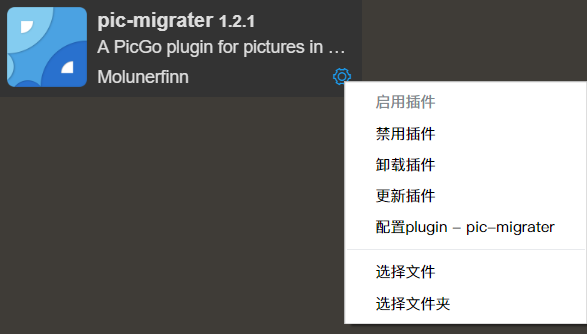 pic-migrater 1.2.1
A PicGo plugin for pictures in ...
Molunerfinn
启用插件
禁用插件
卸载插件
更新插件
配置plugin - pic-migrater
选择文件
选择文件夹